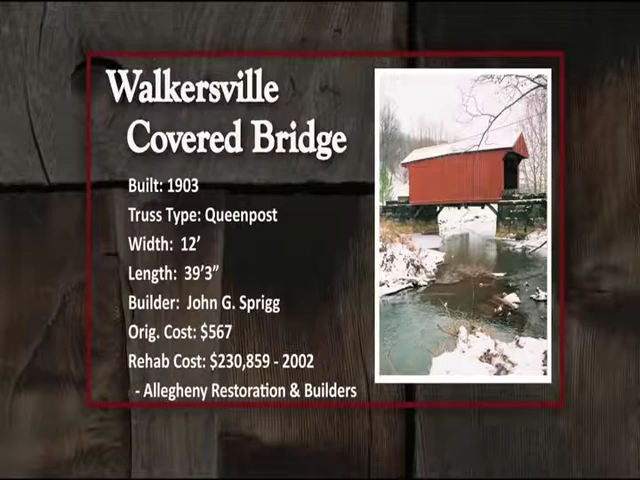 Walkersville
Covered Bridge
Built: 1903
Truss Type: Queenpost
Width: 12’
Length: 39’3”
Builder: John G. Sprigg
Orig. Cost: $567
Rehab Cost: $230,859 - 2002
- Allegheny Restoration & Builders